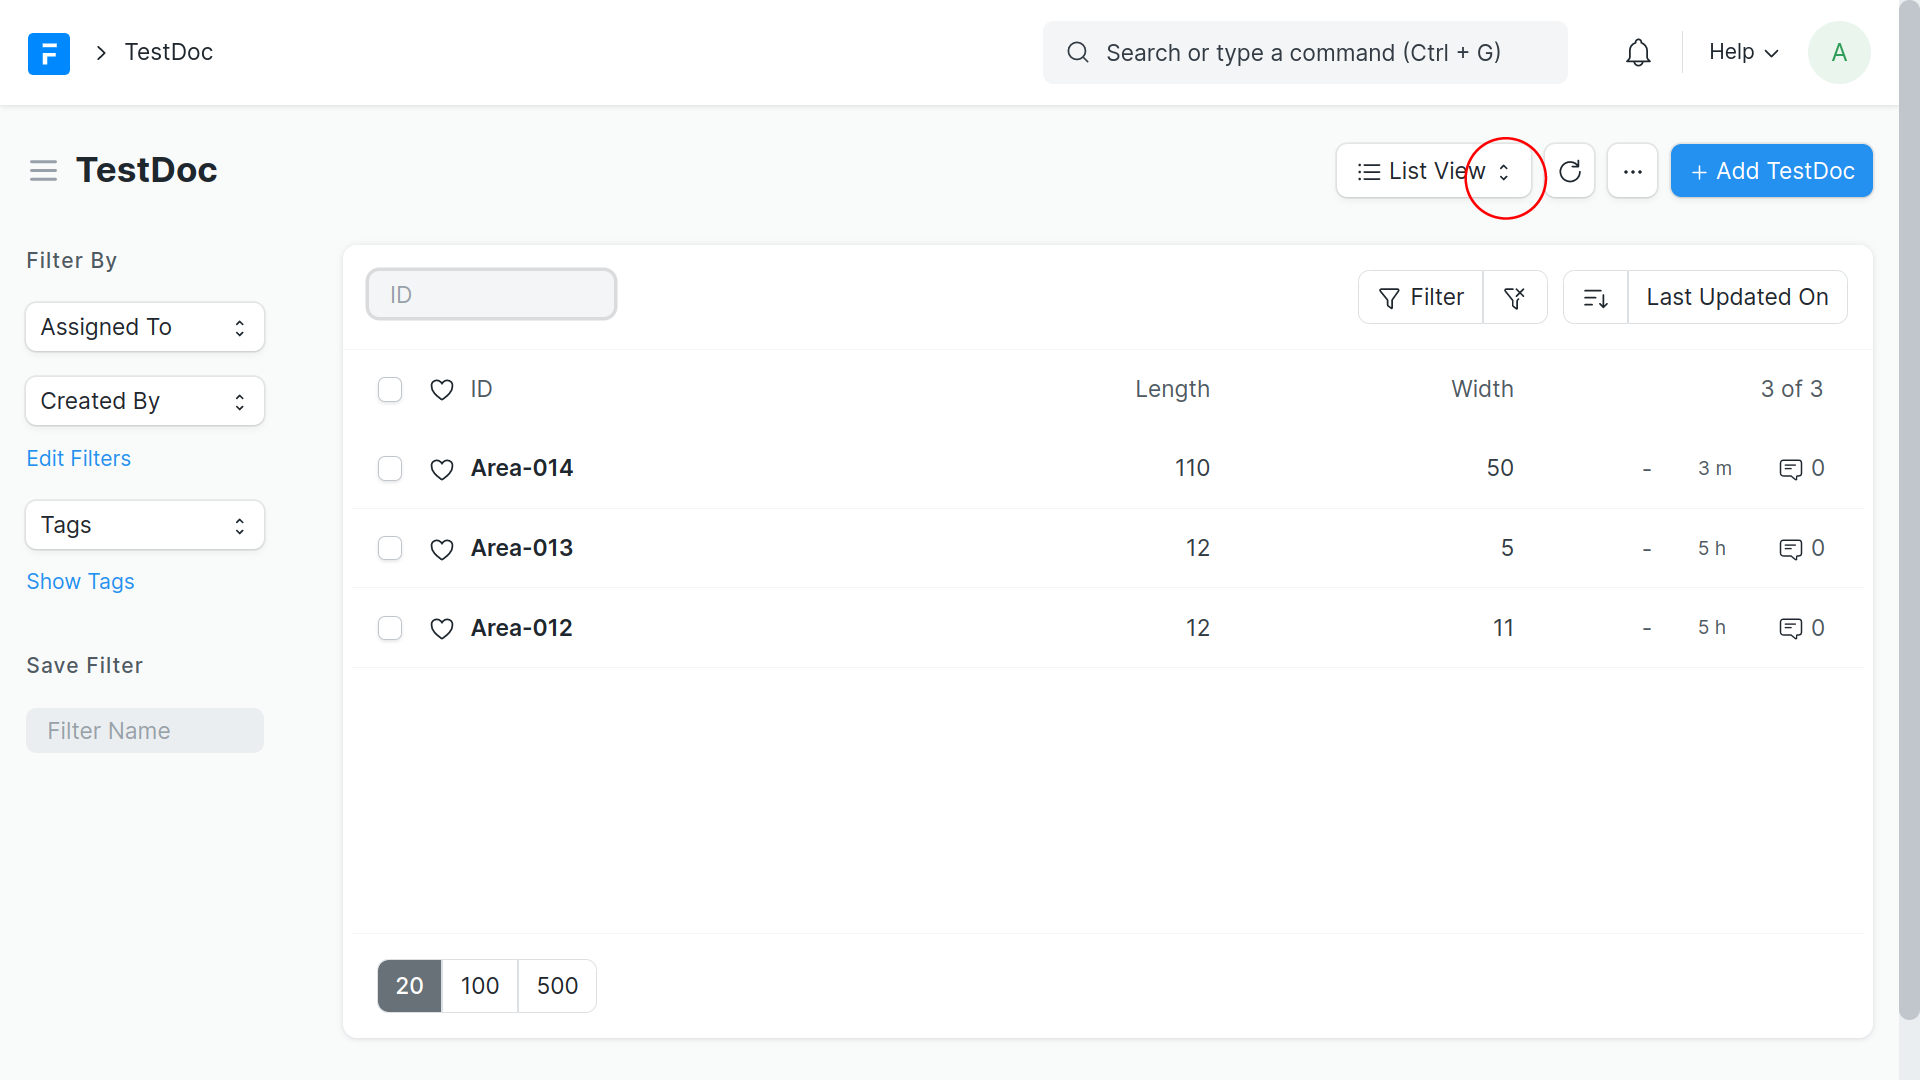 TestDoc
Search or type a command (Ctrl + G)
Help
A
TestDoc
List View
...
+ Add TestDoc
Filter By
Assigned To
Created By
Edit Filters
Tags
Show Tags
Save Filter
Filter Name
ID
Filter
Last Updated On
ID Length Width 3 of 3
Area-014 110 50 - 3 m 0
Area-013 12 5 - 5 h 0
Area-012 12 11 - 5 h 0
20 100 500